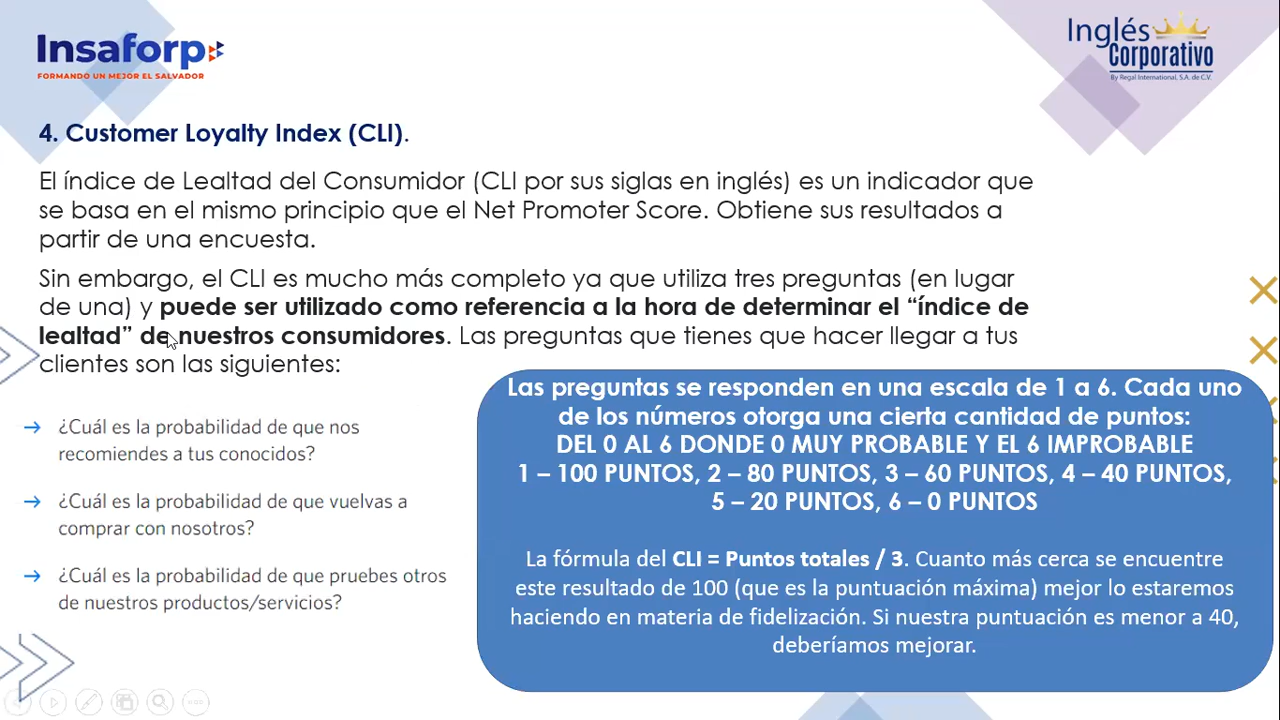 Insaforp
FORMANDO UN MEJOR EL SALVADOR
Inglés
Corporativo
By Regal International, S.A. de C.V.
4. Customer Loyalty Index (CLI).
El índice de Lealtad del Consumidor (CLI por sus siglas en inglés) es un indicador que
se basa en el mismo principio que el Net Promoter Score. Obtiene sus resultados a
partir de una encuesta.
Sin embargo, el CLI es mucho más completo ya que utiliza tres preguntas (en lugar
de una) y puede ser utilizado como referencia a la hora de determinar el “índice de
lealtad” de nuestros consumidores. Las preguntas que tienes que hacer llegar a tus
clientes son las siguientes:
¿Cuál es la probabilidad de que nos
recomiendes a tus conocidos?
¿Cuál es la probabilidad de que vuelvas a
comprar con nosotros?
¿Cuál es la probabilidad de que pruebes otros
de nuestros productos/servicios?
Las preguntas se responden en una escala de 1 a 6. Cada uno
de los números otorga una cierta cantidad de puntos:
DEL 0 AL 6 DONDE 0 MUY PROBABLE Y EL 6 IMPROBABLE
1 – 100 PUNTOS, 2 – 80 PUNTOS, 3 – 60 PUNTOS, 4 – 40 PUNTOS,
5 – 20 PUNTOS, 6 – 0 PUNTOS
La fórmula del CLI = Puntos totales / 3. Cuanto más cerca se encuentre
este resultado de 100 (que es la puntuación máxima) mejor lo estaremos
haciendo en materia de fidelización. Si nuestra puntuación es menor a 40,
deberíamos mejorar.